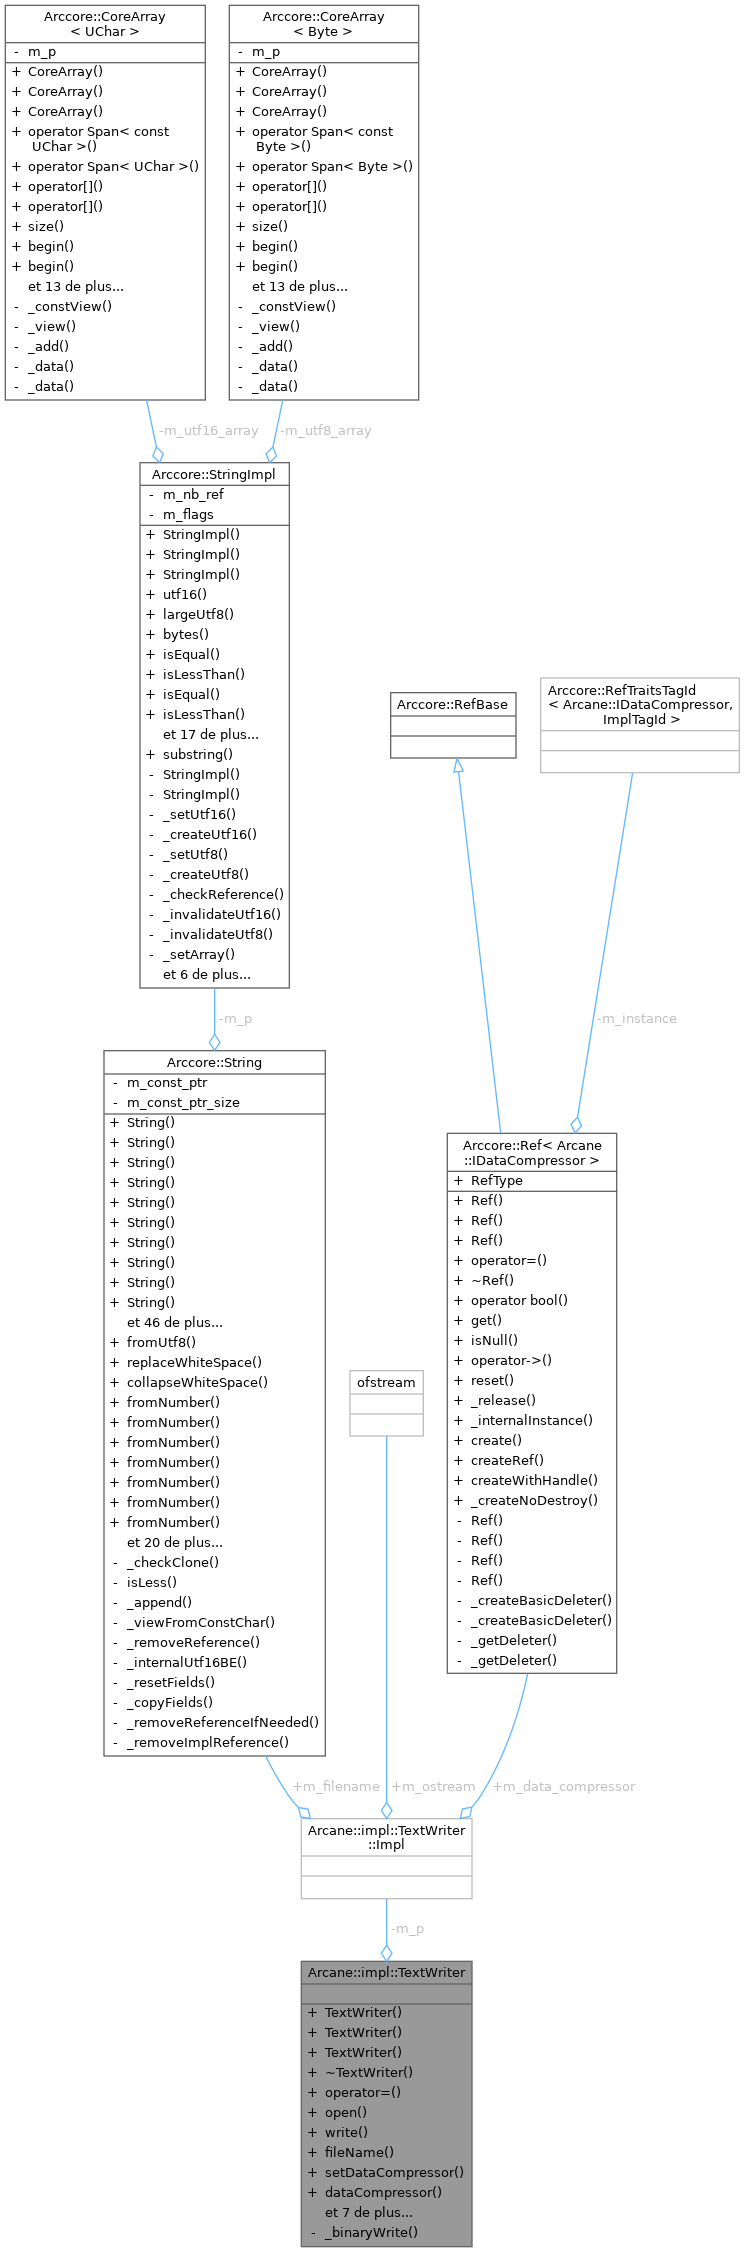 Arccore::CoreArray
< UChar >
- m_p
+ CoreArray()
+ CoreArray()
+ CoreArray()
+ operator Span< const
UChar >()
+ operator Span< UChar >()
+ operator[]()
+ operator[]()
+ size()
+ begin()
+ begin()
et 13 de plus...
- _constView()
- _view()
- _add()
- _data()
- _data()
Arccore::CoreArray
< Byte >
- m_p
+ CoreArray()
+ CoreArray()
+ CoreArray()
+ operator Span< const
Byte >()
+ operator Span< Byte >()
+ operator[]()
+ operator[]()
+ size()
+ begin()
+ begin()
et 13 de plus...
- _constView()
- _view()
- _add()
- _data()
- _data()
-m_utf16_array
-m_utf8_array
Arccore::StringImpl
- m_nb_ref
- m_flags
+ StringImpl()
+ StringImpl()
+ StringImpl()
+ utf16()
+ largeUtf8()
+ bytes()
+ isEqual()
+ isLessThan()
+ isEqual()
+ isLessThan()
et 17 de plus...
+ substring()
- StringImpl()
- StringImpl()
- _setUtf16()
- _createUtf16()
- _setUtf8()
- _createUtf8()
- _checkReference()
- _invalidateUtf16()
- _invalidateUtf8()
- _setArray()
et 6 de plus...
Arccore::RefBase
Arccore::RefTraitsTagId
< Arcane::IDataCompressor,
ImplTagId >
-m_p
-m_instance
Arccore::String
- m_const_ptr
- m_const_ptr_size
+ String()
+ String()
+ String()
+ String()
+ String()
+ String()
+ String()
+ String()
+ String()
+ String()
et 46 de plus...
+ fromUtf8()
+ replaceWhiteSpace()
+ collapseWhiteSpace()
+ fromNumber()
+ fromNumber()
+ fromNumber()
+ fromNumber()
+ fromNumber()
+ fromNumber()
+ fromNumber()
et 20 de plus...
- _checkClone()
- isLess()
- _append()
- _viewFromConstChar()
- _removeReference()
- _internalUtf16BE()
- _resetFields()
- _copyFields()
- _removeReferenceIfNeeded()
- _removeImplReference()
ofstream
Arccore::Ref< Arcane
::IDataCompressor >
+ RefType
+ Ref()
+ Ref()
+ Ref()
+ operator=()
+ ~Ref()
+ operator bool()
+ get()
+ isNull()
+ operator->()
+ reset()
+ _release()
+ _internalInstance()
+ create()
+ createRef()
+ createWithHandle()
+ _createNoDestroy()
- Ref()
- Ref()
- Ref()
- Ref()
- _createBasicDeleter()
- _createBasicDeleter()
- _getDeleter()
- _getDeleter()
+m_filename
+m_ostream
+m_data_compressor
Arcane::impl::TextWriter
::Impl
-m_p
Arcane::impl::TextWriter
+ TextWriter()
+ TextWriter()
+ TextWriter()
+ ~TextWriter()
+ operator=()
+ open()
+ write()
+ fileName()
+ setDataCompressor()
+ dataCompressor()
et 7 de plus...
- _binaryWrite()